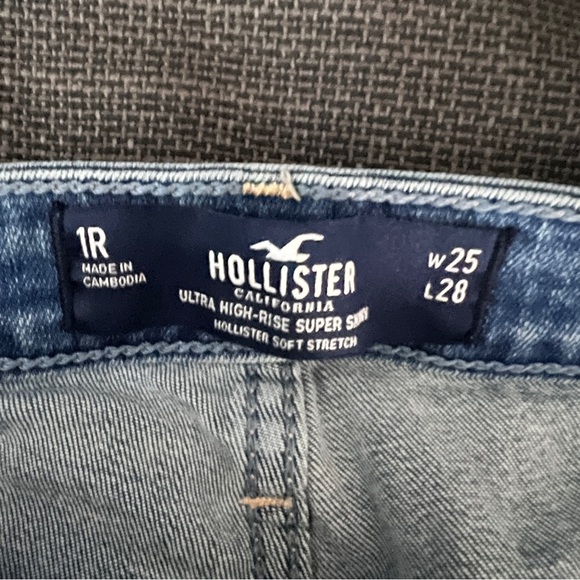 1R
MADE IN
CAMBODIA
HOLLISTER
CALIFORNIA
ULTRA HIGH-RISE SUPER
HOLLISTER SOFT STRETCH
W25
L28